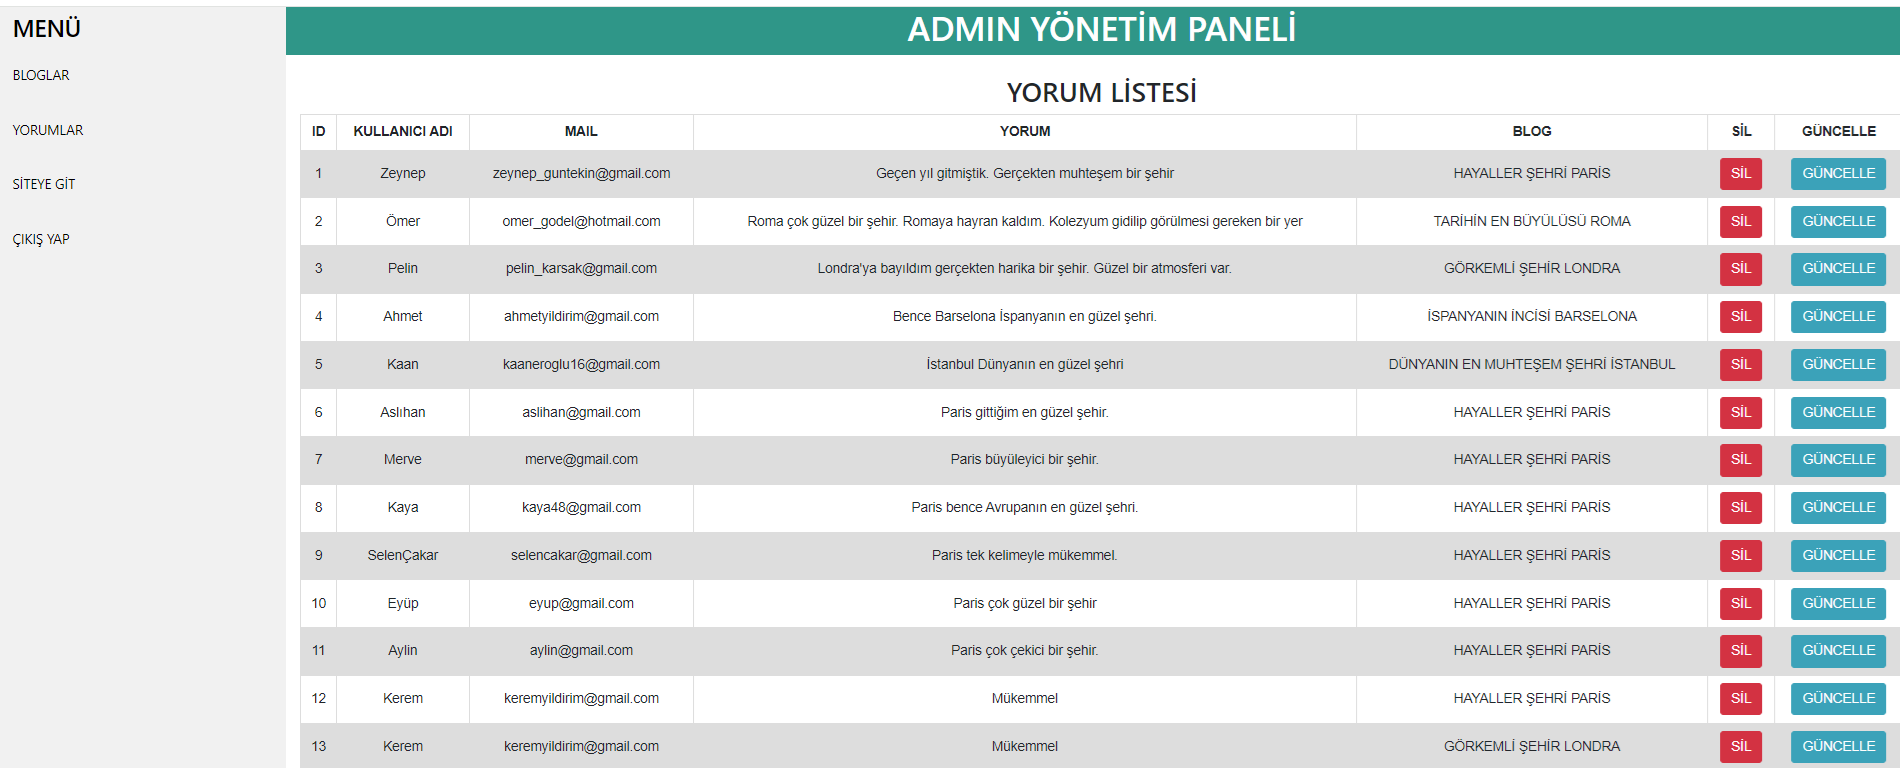 MENÜ
BLOGLAR
YORUMLAR
SİTEYE GİT
ÇIKIŞ YAP
ADMIN YÖNETİM PANELİ
YORUM LİSTESİ
ID KULLANICI ADI MAIL YORUM BLOG SİL GÜNCELLE
1 Zeynep zeynep_guntekin@gmail.com Geçen yıl gitmiştik. Gerçekten muhteşem bir şehir HAYALLER ŞEHRİ PARİS SİL GÜNCELLE
2 Ömer omer_godel@hotmail.com Roma çok güzel bir şehir. Romaya hayran kaldım. Kolezyum gidilip görülmesi gereken bir yer TARİHİN EN BÜYÜLÜSÜ ROMA SİL GÜNCELLE
3 Pelin pelin_karsak@gmail.com Londra'ya bayıldım gerçekten harika bir şehir. Güzel bir atmosferi var. GÖRKEMLİ ŞEHİR LONDRA SİL GÜNCELLE
4 Ahmet ahmetyildirim@gmail.com Bence Barselona İspanyanın en güzel şehri. İSPANYANIN İNCİSİ BARSELONA SİL GÜNCELLE
5 Kaan kaaneroglu16@gmail.com İstanbul Dünyanın en güzel şehri DÜNYANIN EN MUHTEŞEM ŞEHRİ İSTANBUL SİL GÜNCELLE
6 Aslıhan aslihan@gmail.com Paris gittiğim en güzel şehir. HAYALLER ŞEHRİ PARİS SİL GÜNCELLE
7 Merve merve@gmail.com Paris büyüleyici bir şehir. HAYALLER ŞEHRİ PARİS SİL GÜNCELLE
8 Kaya kaya48@gmail.com Paris bence Avrupanın en güzel şehri. HAYALLER ŞEHRİ PARİS SİL GÜNCELLE
9 SelenÇakar selencakar@gmail.com Paris tek kelimeyle mükemmel. HAYALLER ŞEHRİ PARİS SİL GÜNCELLE
10 Eyüp eyup@gmail.com Paris çok güzel bir şehir HAYALLER ŞEHRİ PARİS SİL GÜNCELLE
11 Aylin aylin@gmail.com Paris çok çekici bir şehir. HAYALLER ŞEHRİ PARİS SİL GÜNCELLE
12 Kerem keremyildirim@gmail.com Mükemmel HAYALLER ŞEHRİ PARİS SİL GÜNCELLE
13 Kerem keremyildirim@gmail.com Mükemmel GÖRKEMLİ ŞEHİR LONDRA SİL GÜNCELLE